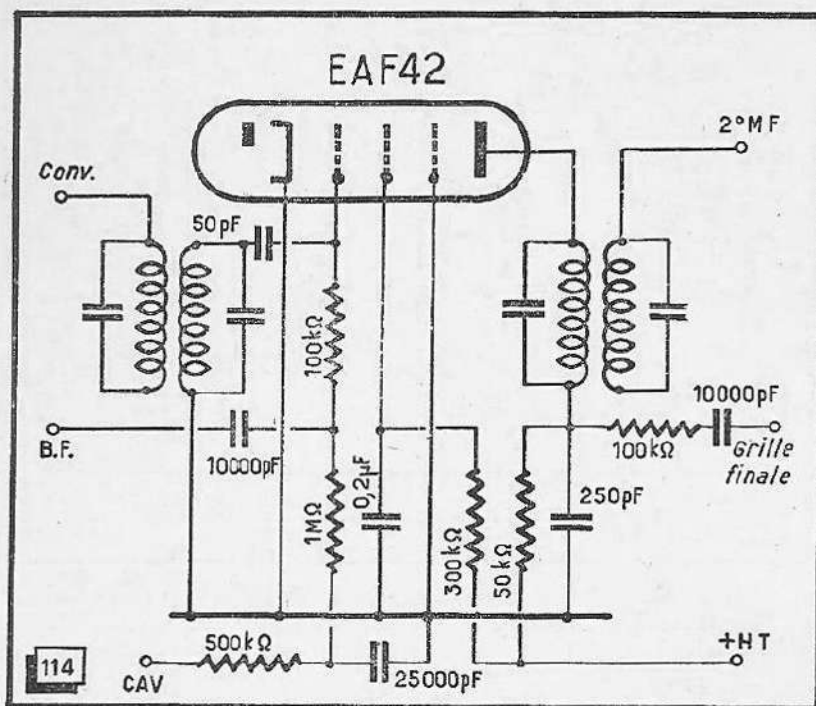 EAF42
2º MF
Conv.
50pF
100kΩ
10000pF
B.F.
10000pF
100kΩ
Grille
finale
1MΩ
0,2µF
300kΩ
50kΩ
250pF
500kΩ
+HT
114
CAV
25000pF